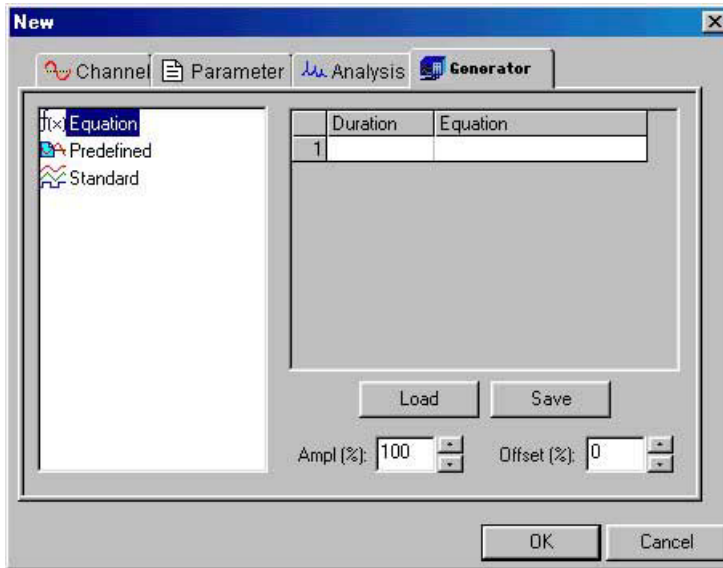 New
Channel Parameter Analysis Generator
f(x) Equation
Predefined
Standard
Duration Equation
1
Load Save
Ampl (%): 100 Offset (%): 0
OK Cancel